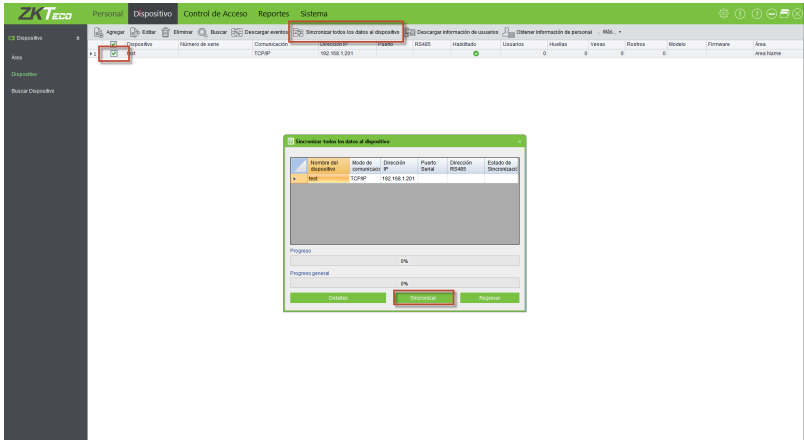 ZKTeco Personal Dispositivo Control de Acceso Reportes Sistema
Agregar Editar Eliminar Buscar Descargar eventos Sincronizar todos los datos al dispositivo Descargar información de usuarios Obtener información de personal Más...
Dispositivo
Área
Dispositivo
Buscar Dispositivo
Dispositivo Número de serie Comunicación Dirección IP Puerto RS485 Habilitado Usuarios Huellas Venas Rostros Modelo Firmware Área
1 test TCP/IP 192.168.1.201 0 0 0 0 Area Name
Sincronizar todos los datos al dispositivo
Nombre del dispositivo Modo de comunicació Dirección IP Puerto Serial Dirección RS485 Estado de Sincronizació
test TCP/IP 192.168.1.201
Progreso
0%
Progreso general
0%
Detalles Sincronizar Regresar